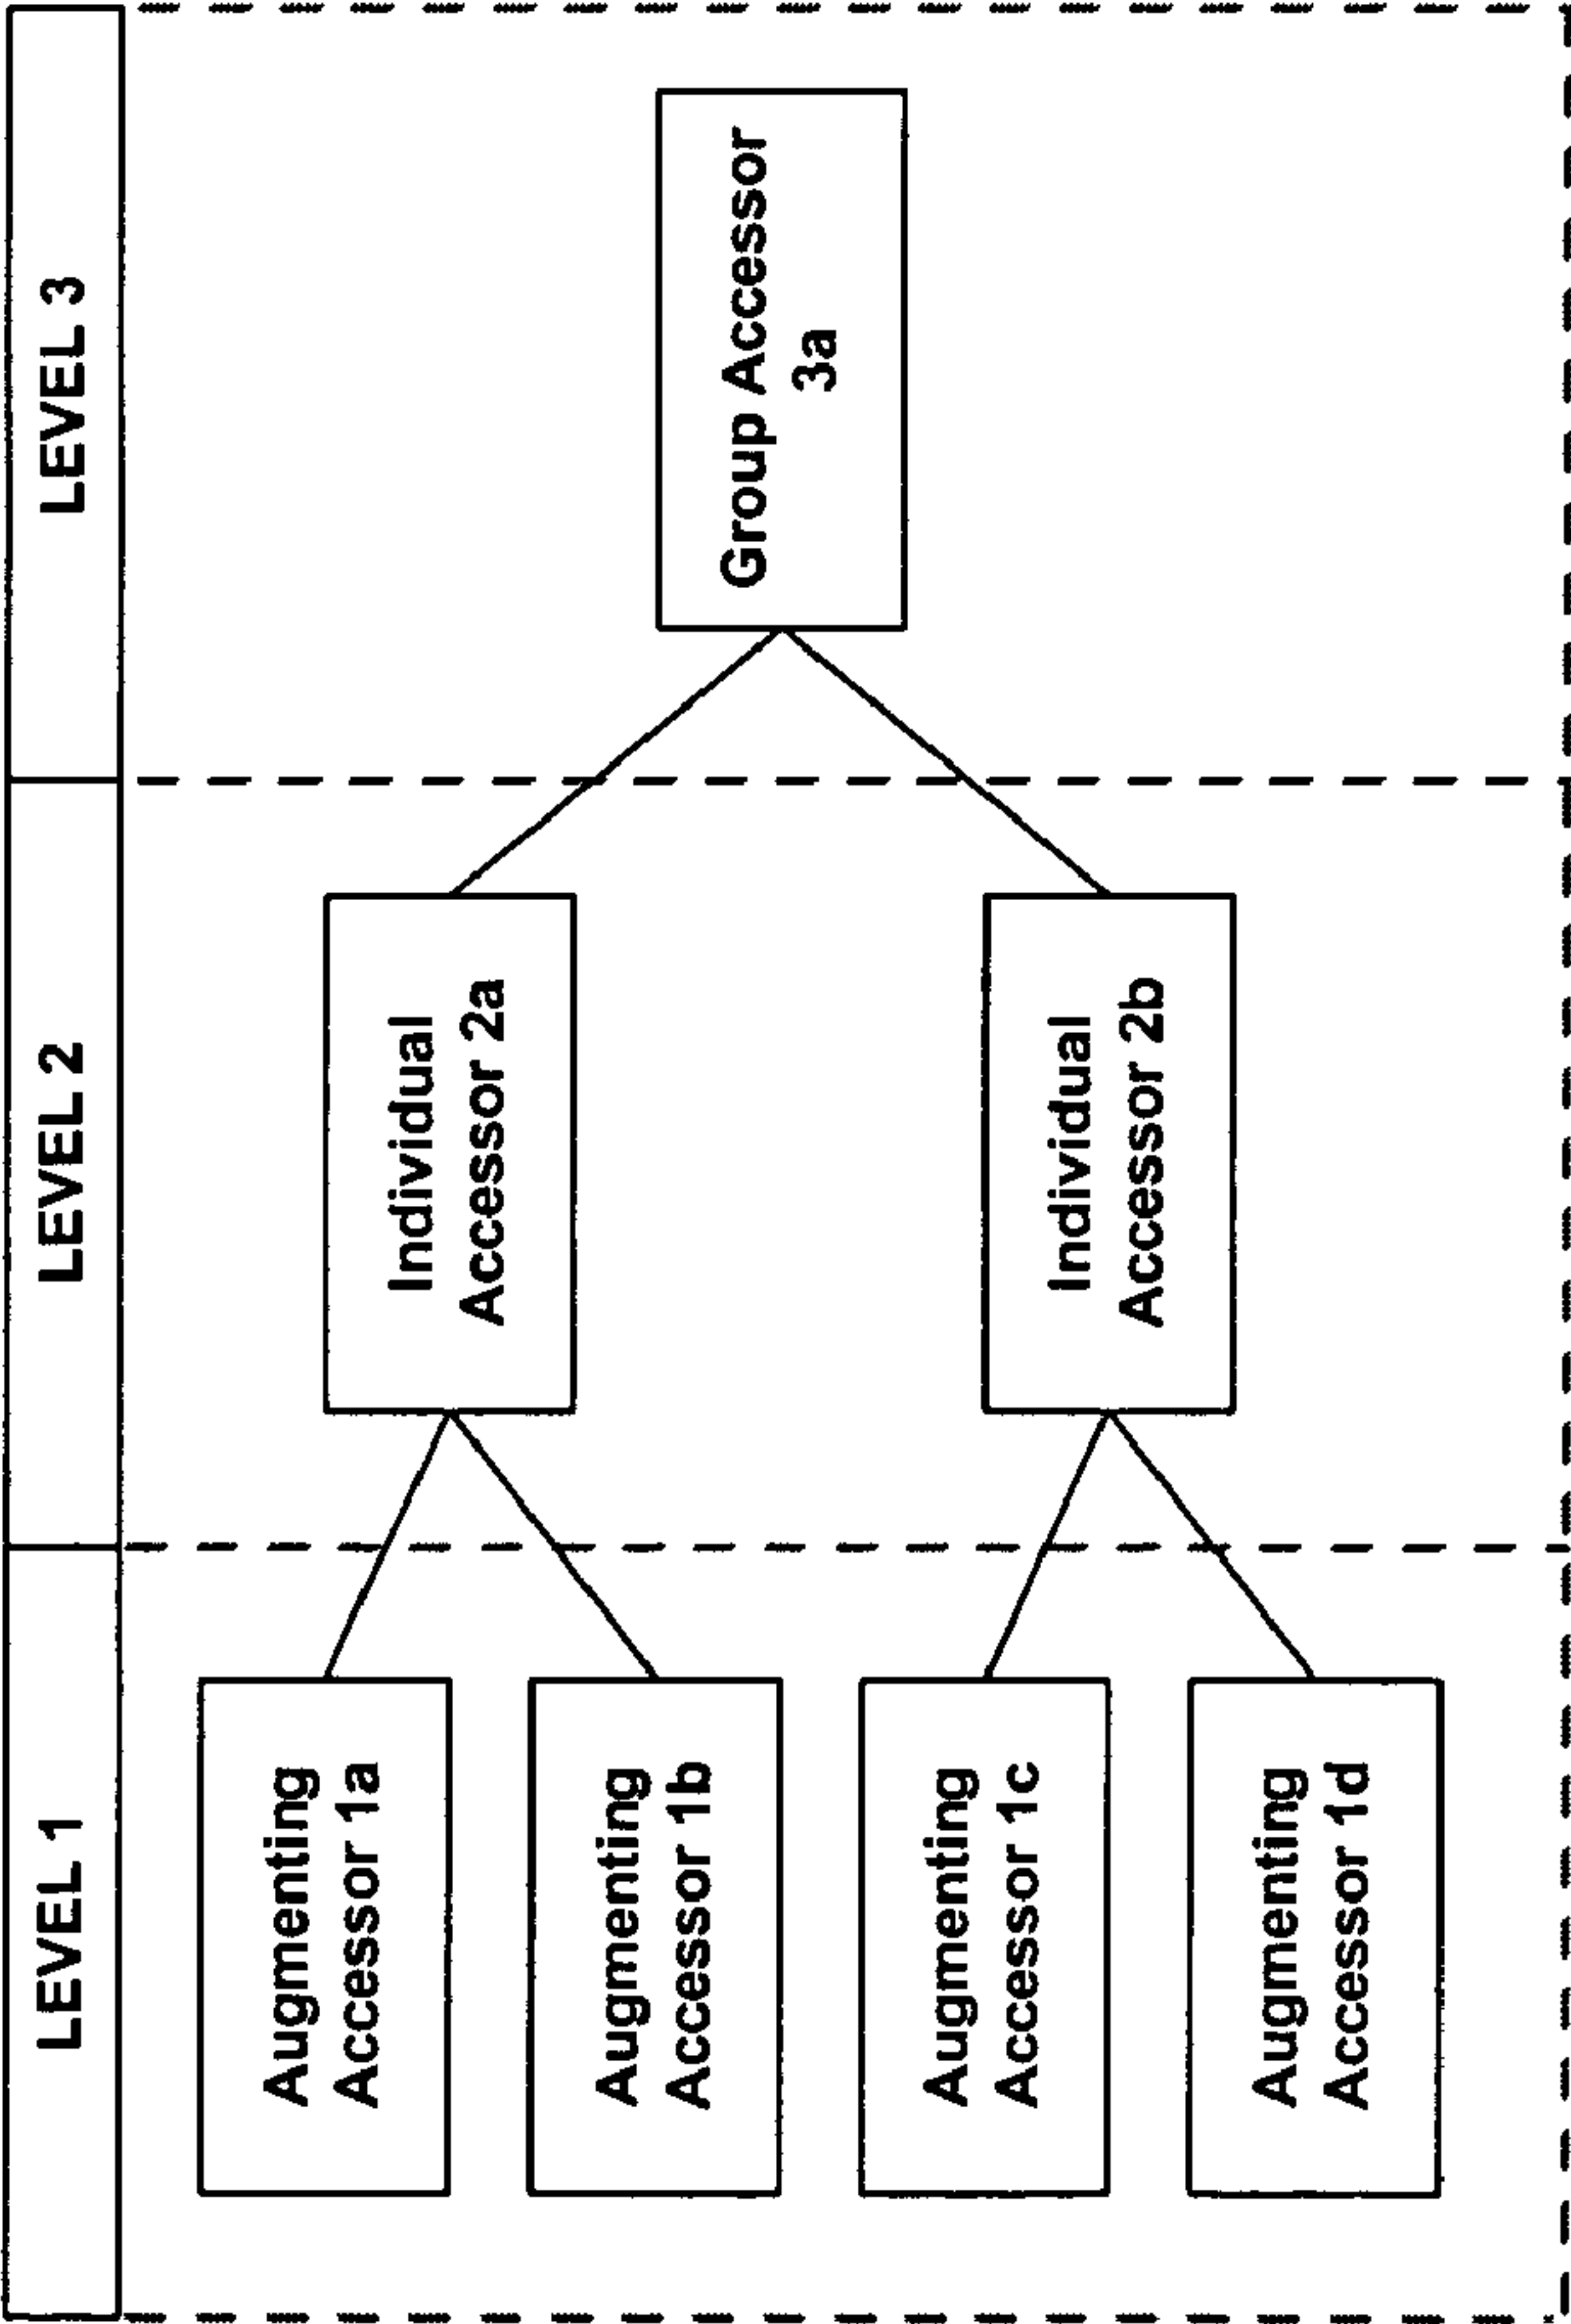 LEVEL 1
LEVEL 2
LEVEL 3
Augmenting
Accessor 1a
Augmenting
Accessor 1b
Augmenting
Accessor 1c
Augmenting
Accessor 1d
Individual
Accessor 2a
Individual
Accessor 2b
Group Accessor
3a